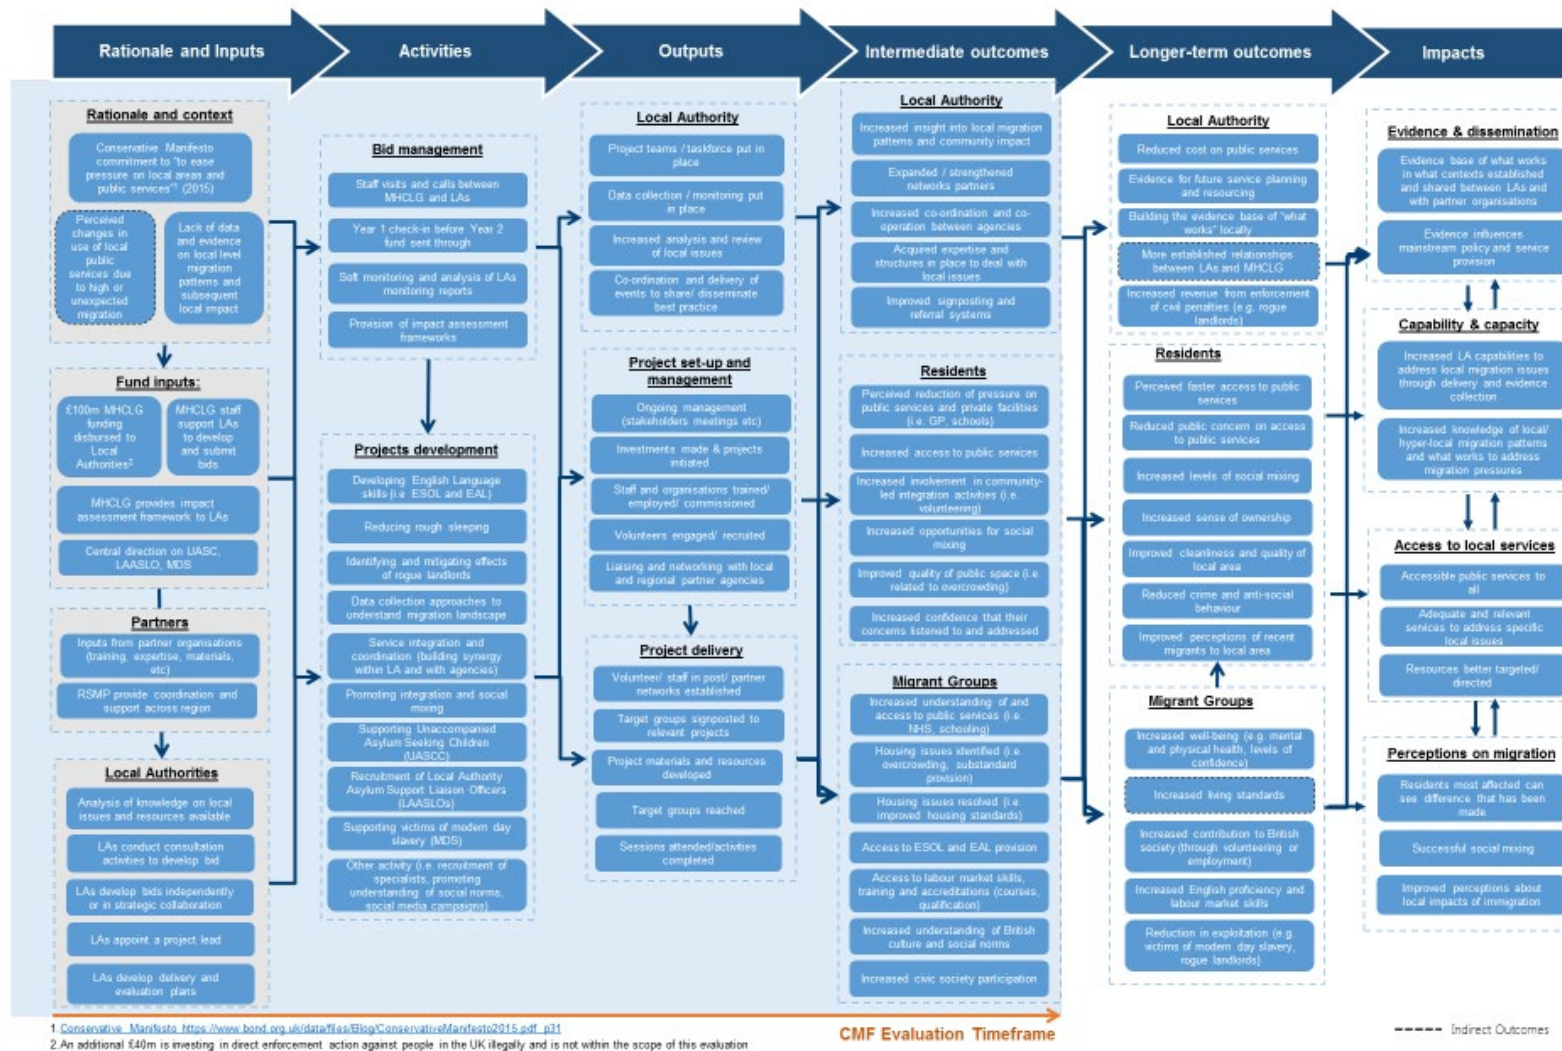 Rationale and Inputs
Activities
Outputs
Intermediate outcomes
Longer-term outcomes
Impacts
Rationale and context
Conservative Manifesto
commitment to "to ease
pressure on local areas and
public services"1 (2015)
Perceived
changes in
use of local
public
services due
to high or
unexpected
migration
Lack of data
and evidence
on local level
migration
patterns and
subsequent
local impact
Fund inputs:
£100m MHCLG
funding
disbursed to
Local
Authorities2
MHCLG staff
support LAs
to develop
and submit
bids
MHCLG provides impact
assessment framework to LAs
Central direction on UASC,
LAASLO, MDS
Partners
Inputs from partner organisations
(training, expertise, materials,
etc)
RSMP provide coordination and
support across region
Local Authorities
Analysis of knowledge on local
issues and resources available
LAs conduct consultation
activities to develop bid
LAs develop bids independently
or in strategic collaboration
LAs appoint a project lead
LAs develop delivery and
evaluation plans
Bid management
Staff visits and calls between
MHCLG and LAs
Year 1 check-in before Year 2
fund sent through
Soft monitoring and analysis of LAs
monitoring reports
Provision of impact assessment
frameworks
Projects development
Developing English Language
skills (i.e ESOL and EAL)
Reducing rough sleeping
Identifying and mitigating effects
of rogue landlords
Data collection approaches to
understand migration landscape
Service integration and
coordination (building synergy
within LA and with agencies)
Promoting integration and social
mixing
Supporting Unaccompanied
Asylum Seeking Children
(UASCC)
Recruitment of Local Authority
Asylum Support Liaison Officers
(LAASLOs)
Supporting victims of modern day
slavery (MDS)
Other activity (i.e. recruitment of
specialists, promoting
understanding of social norms,
social media campaigns)
Local Authority
Project teams / taskforce put in
place
Data collection / monitoring put
in place
Increased analysis and review
of local issues
Co-ordination and delivery of
events to share/ disseminate
best practice
Project set-up and
management
Ongoing management
(stakeholders meetings etc)
Investments made & projects
initiated
Staff and organisations trained/
employed/ commissioned
Volunteers engaged/ recruited
Liaising and networking with local
and regional partner agencies
Project delivery
Volunteer/ staff in post/ partner
networks established
Target groups signposted to
relevant projects
Project materials and resources
developed
Target groups reached
Sessions attended/activities
completed
Local Authority
Increased insight into local migration
patterns and community impact
Expanded / strengthened
networks partners
Increased co-ordination and co-
operation between agencies
Acquired expertise and
structures in place to deal with
local issues
Improved signposting and
referral systems
Residents
Perceived reduction of pressure on
public services and private facilities
(i.e. GP, schools)
Increased access to public services
Increased involvement in community-
led integration activities (i.e.
volunteering)
Increased opportunities for social
mixing
Improved quality of public space (i.e.
related to overcrowding)
Increased confidence that their
concerns listened to and addressed
Migrant Groups
Increased understanding of and
access to public services (i.e.
NHS, schooling)
Housing issues identified (i.e.
overcrowding, substandard
provision)
Housing issues resolved (i.e.
improved housing standards)
Access to ESOL and EAL provision
Access to labour market skills,
training and accreditations (courses,
qualification)
Increased understanding of British
culture and social norms
Increased civic society participation
Local Authority
Reduced cost on public services
Evidence for future service planning
and resourcing
Building the evidence base of "what
works" locally
More established relationships
between LAs and MHCLG
Increased revenue from enforcement
of civil penalties (e.g. rogue
landlords)
Residents
Perceived faster access to public
services
Reduced public concern on access
to public services
Increased levels of social mixing
Increased sense of ownership
Improved cleanliness and quality of
local area
Reduced crime and anti-social
behaviour
Improved perceptions of recent
migrants to local area
Migrant Groups
Increased well-being (e.g. mental
and physical health, levels of
confidence)
Increased living standards
Increased contribution to British
society (through volunteering or
employment)
Increased English proficiency and
labour market skills
Reduction in exploitation (e.g.
victims of modern day slavery,
rogue landlords)
Evidence & dissemination
Evidence base of what works
in what contexts established
and shared between LAs and
with partner organisations
Evidence influences
mainstream policy and service
provision
Capability & capacity
Increased LA capabilities to
address local migration issues
through delivery and evidence
collection
Increased knowledge of local/
hyper-local migration patterns
and what works to address
migration pressures
Access to local services
Accessible public services to
all
Adequate and relevant
services to address specific
local issues
Resources better targeted/
directed
Perceptions on migration
Residents most affected can
see difference that has been
made
Successful social mixing
Improved perceptions about
local impacts of immigration
CMF Evaluation Timeframe
Indirect Outcomes
1.Conservative Manifesto https://www.bond.org.uk/data/files/Blog/ConservativeManifesto2015.pdf p31
2.An additional £40m is investing in direct enforcement action against people in the UK illegally and is not within the scope of this evaluation